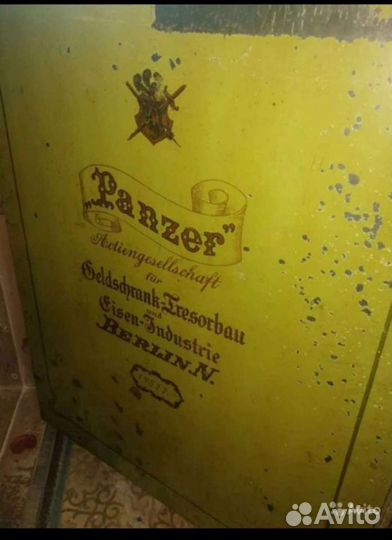 „Panzer"
Actiengesellschaft
für
Geldschrank-Tresorbau
und
Eisen-Industrie
BERLIN.N.
Avito